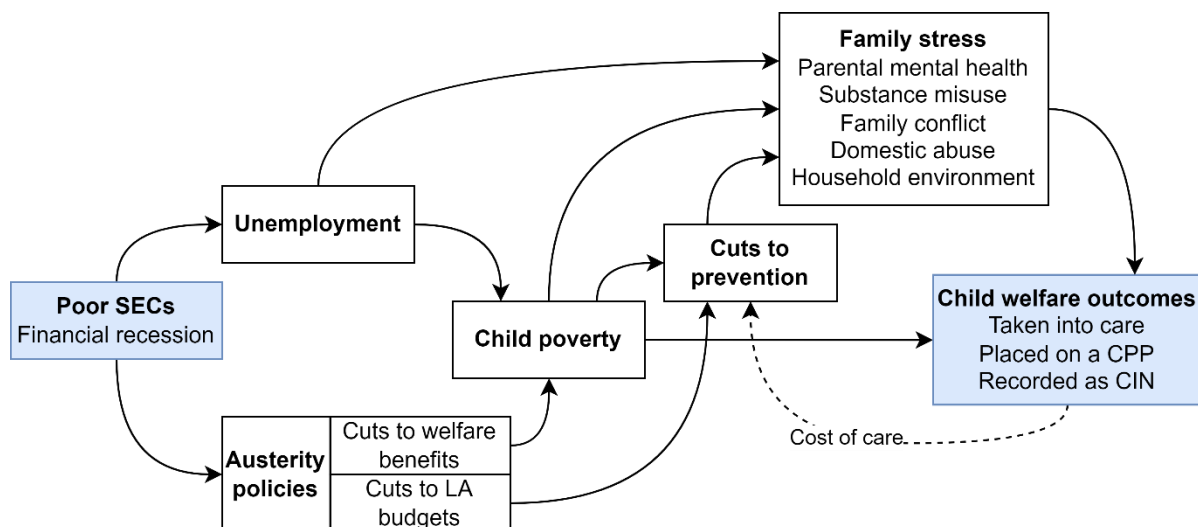 Family stress
Parental mental health
Substance misuse
Family conflict
Domestic abuse
Household environment
Unemployment
Cuts to
prevention
Poor SECs
Financial recession
Child poverty
Child welfare outcomes
Taken into care
Placed on a CPP
Recorded as CIN
Cost of care
Austerity
policies
Cuts to welfare
benefits
Cuts to LA
budgets